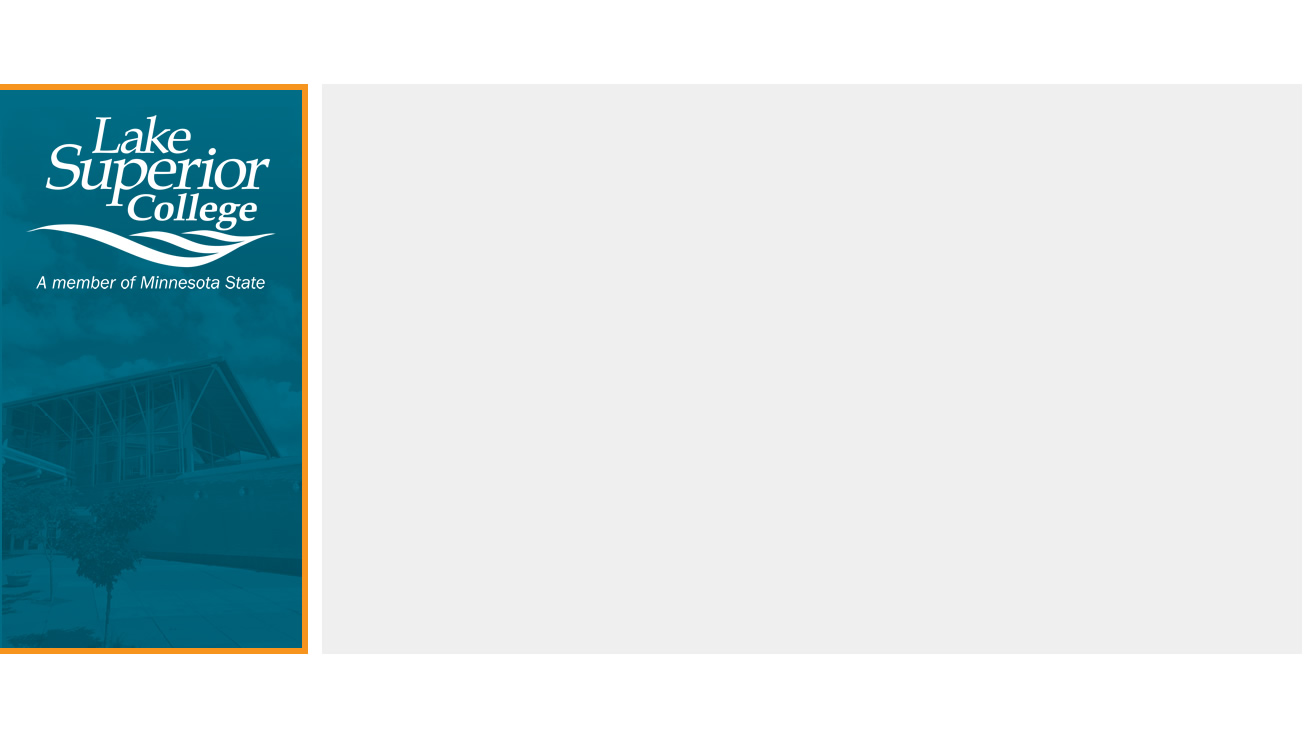 Lake
Superior
College
A member of Minnesota State